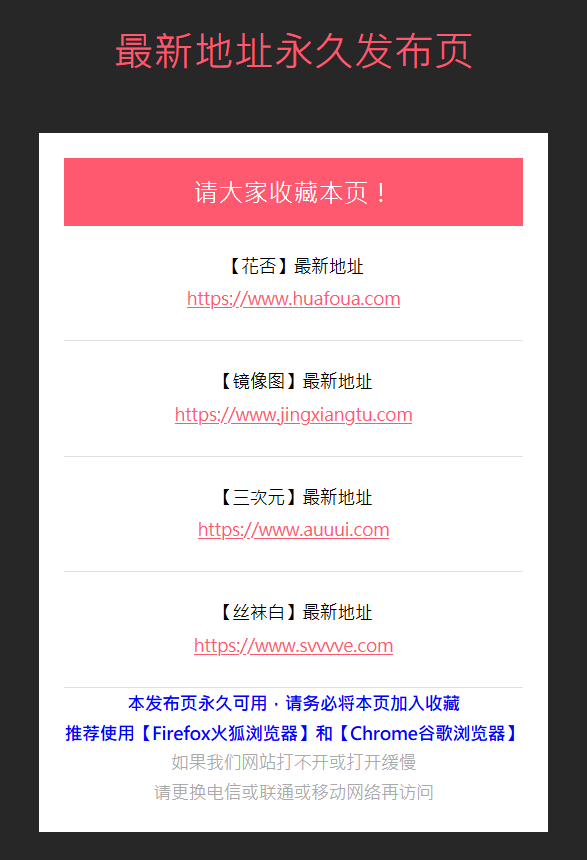 最新地址永久发布页
请大家收藏本页！
【花否】最新地址
https://www.huafoua.com
【镜像图】最新地址
https://www.jingxiangtu.com
【三次元】最新地址
https://www.auuui.com
【丝袜白】最新地址
https://www.svvvve.com
本发布页永久可用，请务必将本页加入收藏
推荐使用【Firefox火狐浏览器】和【Chrome谷歌浏览器】
如果我们网站打不开或打开缓慢
请更换电信或联通或移动网络再访问